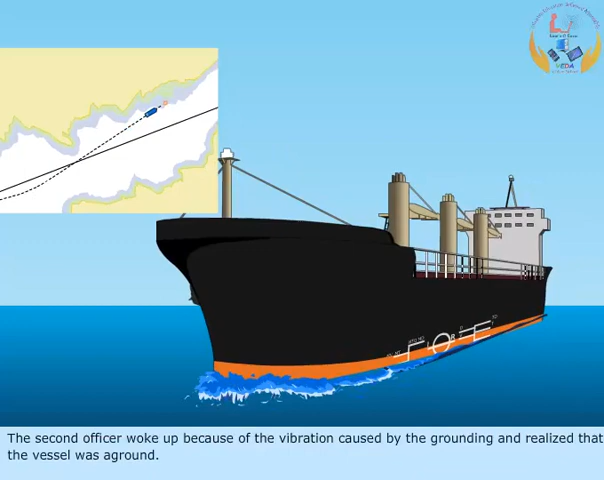 VEDA
The second officer woke up because of the vibration caused by the grounding and realized that
the vessel was aground.